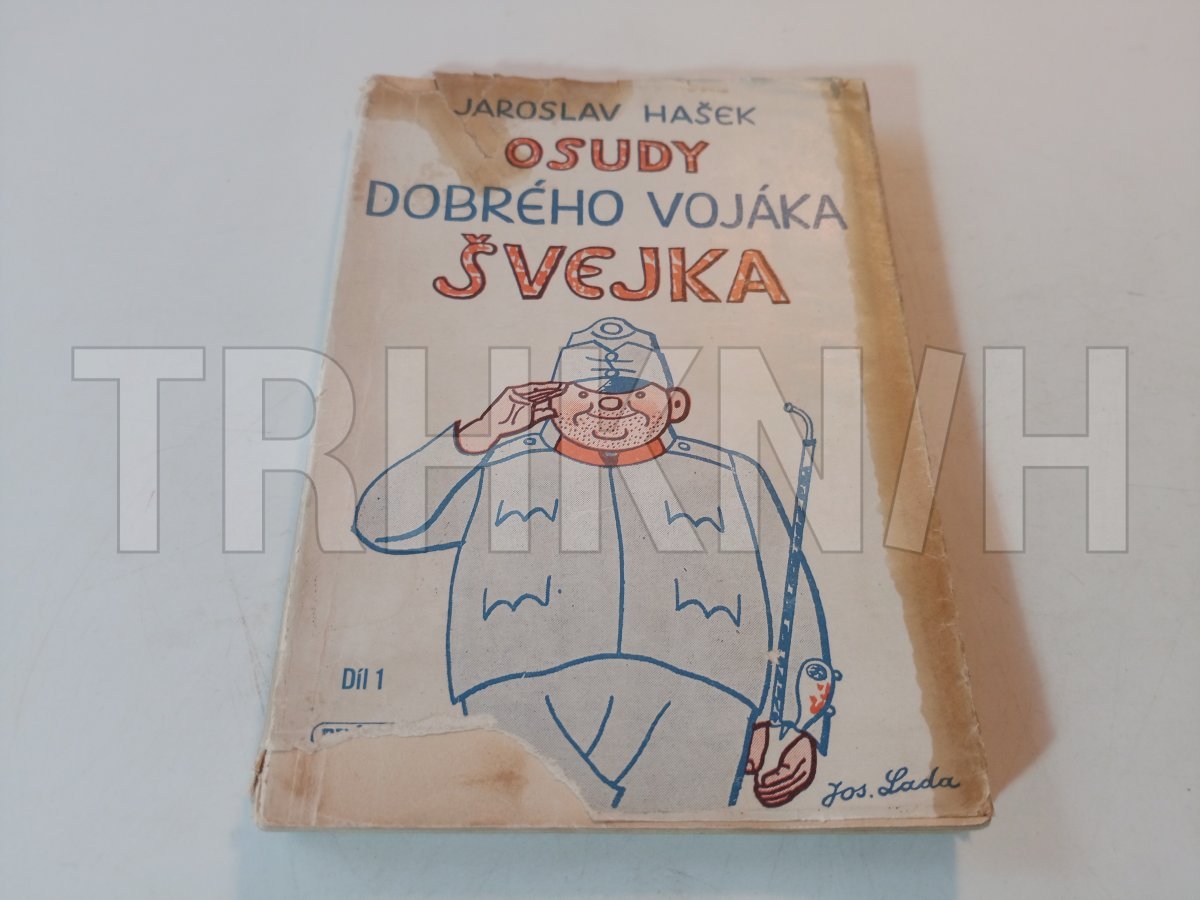 JAROSLAV HAŠEK
OSUDY
DOBRÉHO VOJÁKA
ŠVEJKA
TRHKNIH
Díl 1
Jos. Lada